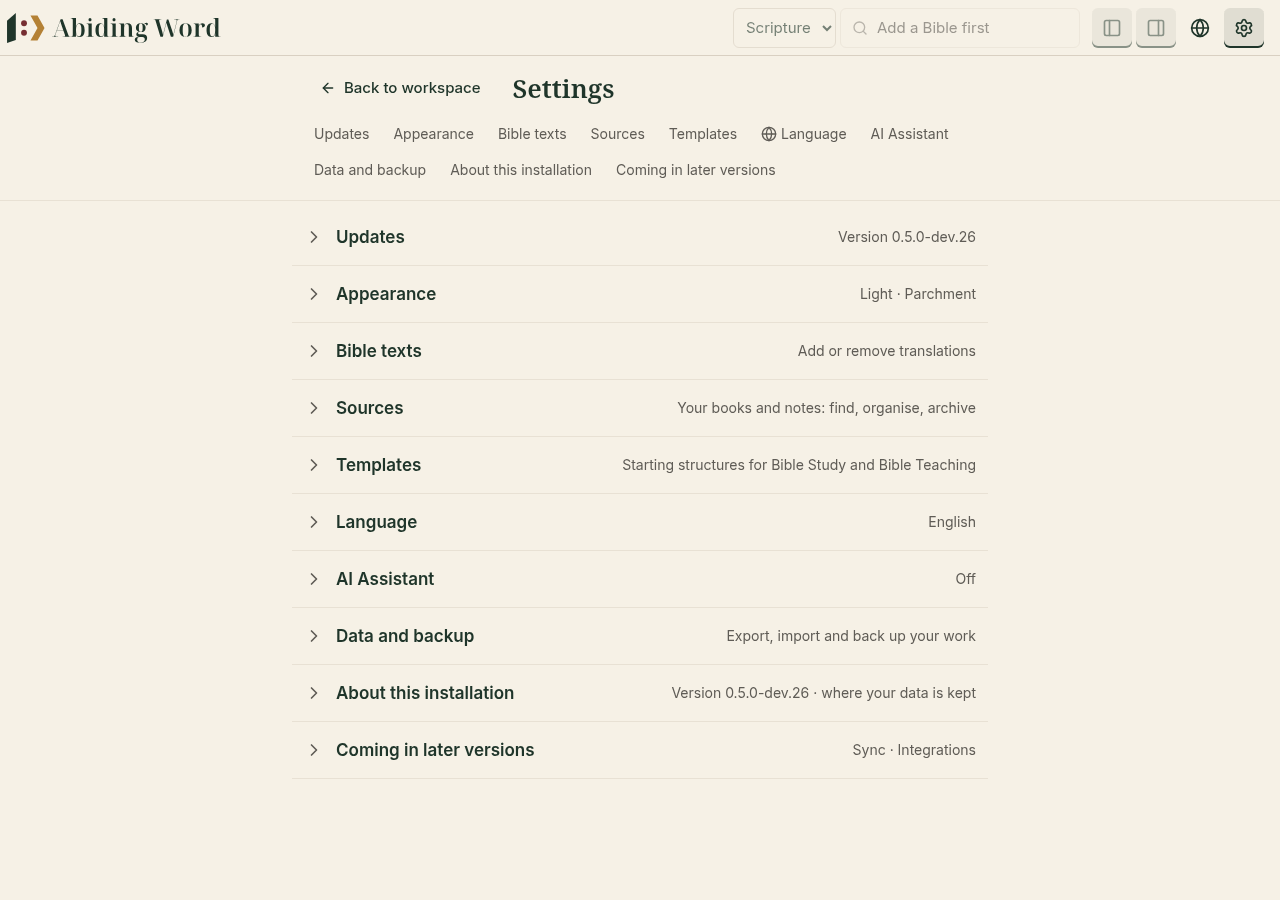 Abiding Word
Scripture
Add a Bible first
Back to workspace
Settings
Updates Appearance Bible texts Sources Templates Language AI Assistant
Data and backup About this installation Coming in later versions
Updates Version 0.5.0-dev.26
Appearance Light · Parchment
Bible texts Add or remove translations
Sources Your books and notes: find, organise, archive
Templates Starting structures for Bible Study and Bible Teaching
Language English
AI Assistant Off
Data and backup Export, import and back up your work
About this installation Version 0.5.0-dev.26 · where your data is kept
Coming in later versions Sync · Integrations